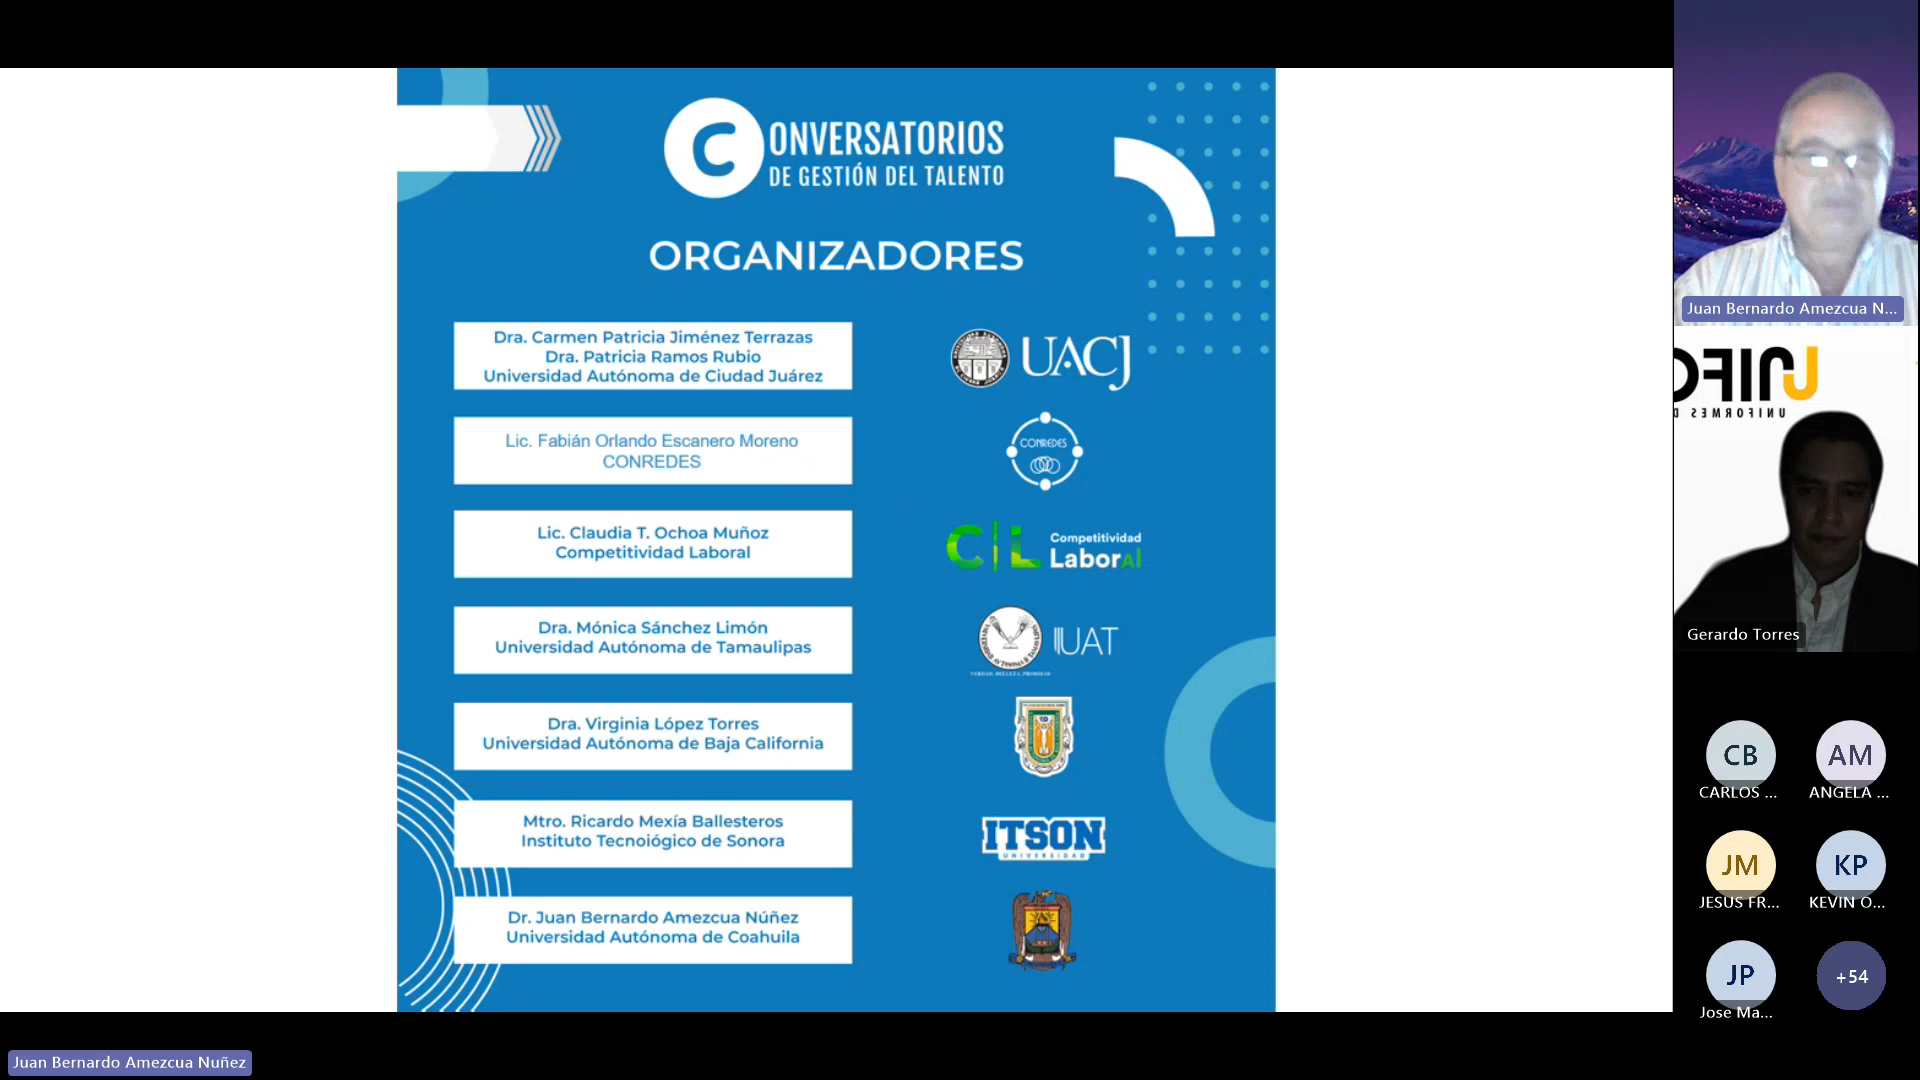 CONVERSATORIOS
DE GESTIÓN DEL TALENTO
ORGANIZADORES
Dra. Carmen Patricia Jiménez Terrazas
Dra. Patricia Ramos Rubio
Universidad Autónoma de Ciudad Juárez
UACJ
Lic. Fabián Orlando Escanero Moreno
CONREDES
CONREDES
Lic. Claudia T. Ochoa Muñoz
Competitividad Laboral
C|L Competitividad
Laboral
Dra. Mónica Sánchez Limón
Universidad Autónoma de Tamaulipas
UAT
VERDAD, BELLEZA, PROBIDAD
Dra. Virginia López Torres
Universidad Autónoma de Baja California
Mtro. Ricardo Mexía Ballesteros
Instituto Tecnoiógico de Sonora
ITSON
UNIVERSIDAD
Dr. Juan Bernardo Amezcua Núñez
Universidad Autónoma de Coahuila
Juan Bernardo Amezcua N...
UNIFO
UNIFORMES D
Gerardo Torres
CB
CARLOS ...
AM
ANGELA ...
JM
JESUS FR...
KP
KEVIN O...
JP
Jose Ma...
+54
Juan Bernardo Amezcua Nuñez